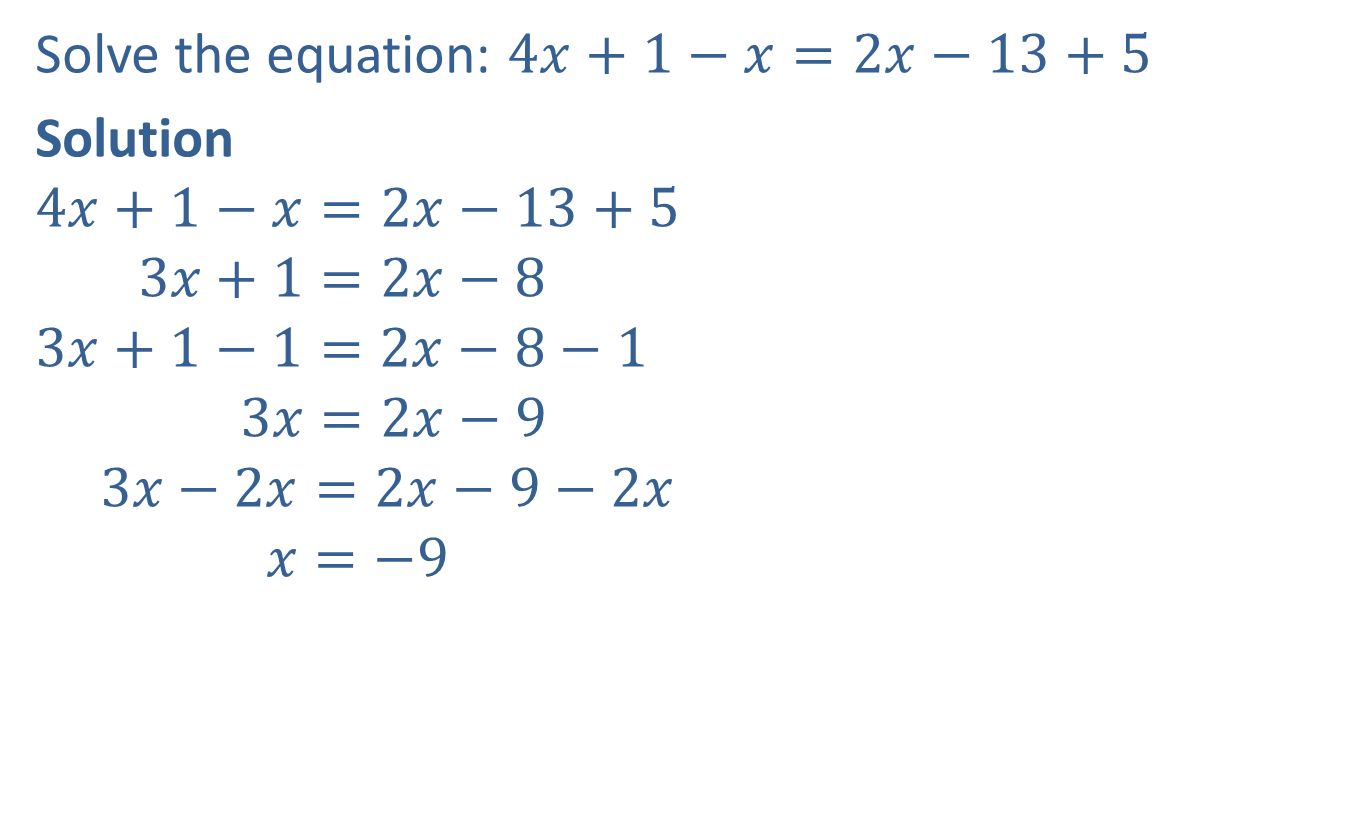 Solve the equation: 4x + 1 − x = 2x − 13 + 5
Solution
4x + 1 − x = 2x − 13 + 5
3x + 1 = 2x − 8
3x + 1 − 1 = 2x − 8 − 1
3x = 2x − 9
3x − 2x = 2x − 9 − 2x
x = −9